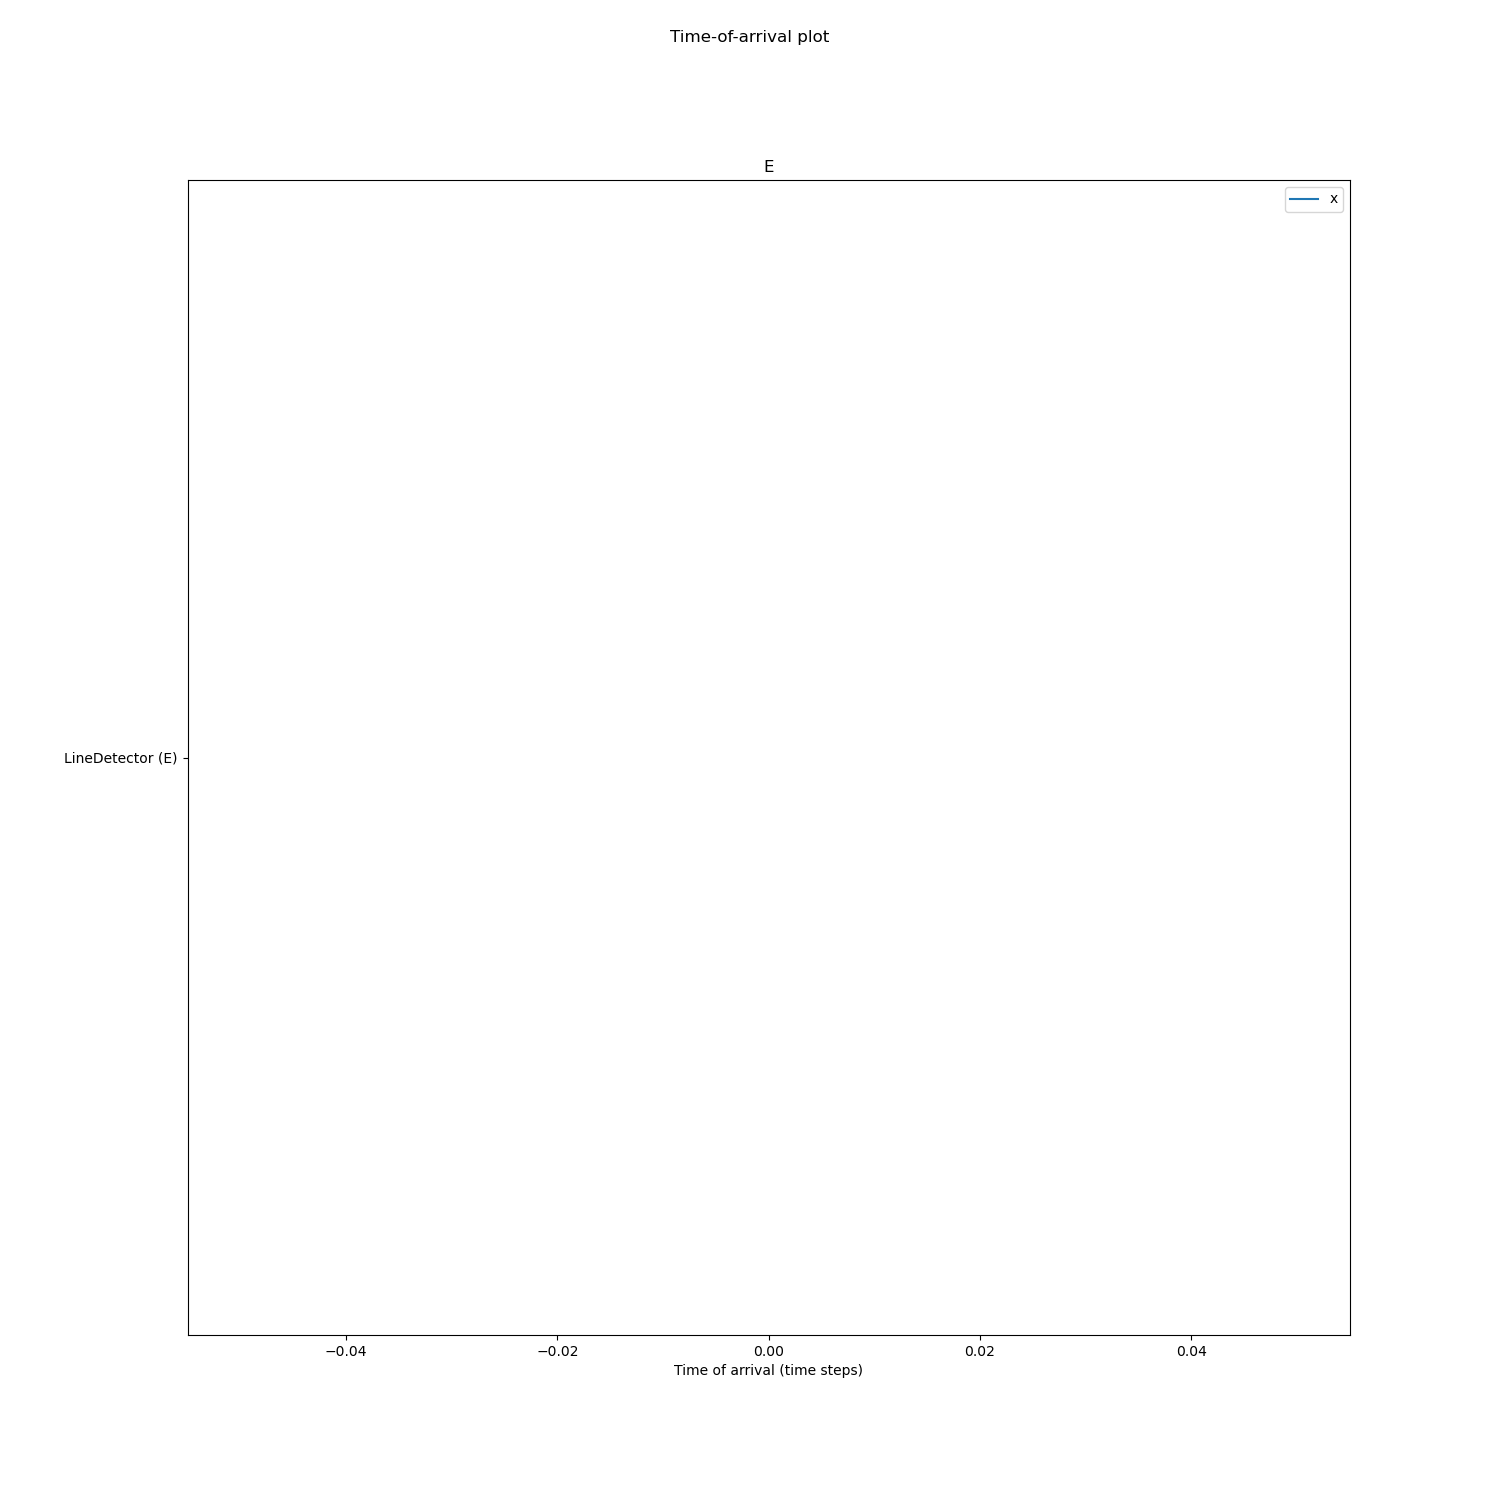 Time-of-arrival plot
E
x
LineDetector (E)
−0.04
−0.02
0.00
0.02
0.04
Time of arrival (time steps)